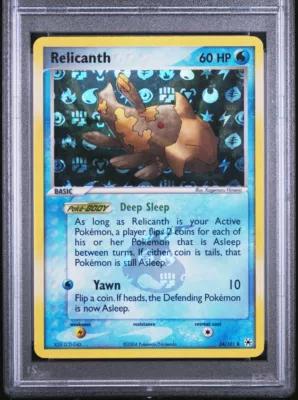 Relicanth
60 HP
BASIC
Illus. Kagemaru Himeno
POKé-BODY Deep Sleep
As long as Relicanth is your Active
Pokémon, a player flips 2 coins for each of
his or her Pokémon that is Asleep
between turns. If either coin is tails, that
Pokémon is still Asleep.
Yawn 10
Flip a coin. If heads, the Defending Pokémon
is now Asleep.
weakness resistance retreat cost
©2004 Pokémon/Nintendo